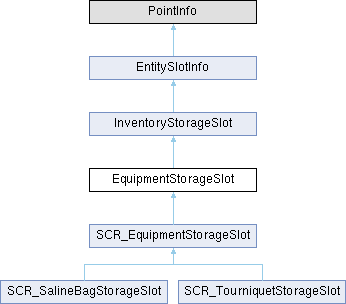 PointInfo
EntitySlotInfo
InventoryStorageSlot
EquipmentStorageSlot
SCR_EquipmentStorageSlot
SCR_SalineBagStorageSlot
SCR_TourniquetStorageSlot